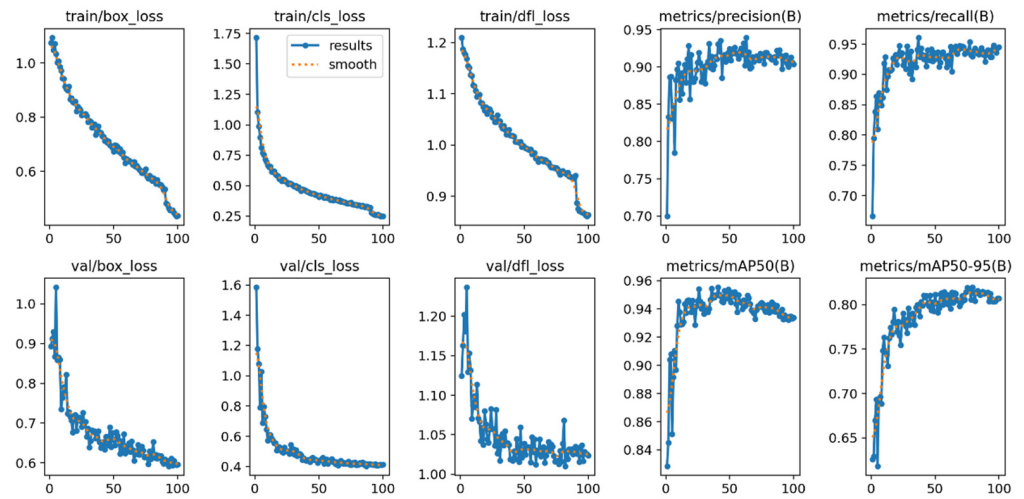 train/box_loss
train/cls_loss
train/dfl_loss
metrics/precision(B)
metrics/recall(B)
1.0
0.8
0.6
0 50 100
1.75
1.50
1.25
1.00
0.75
0.50
0.25
0 50 100
results
smooth
1.2
1.1
1.0
0.9
0 50 100
0.95
0.90
0.85
0.80
0.75
0.70
0 50 100
0.95
0.90
0.85
0.80
0.75
0.70
0 50 100
val/box_loss
val/cls_loss
val/dfl_loss
metrics/mAP50(B)
metrics/mAP50-95(B)
1.0
0.9
0.8
0.7
0.6
0 50 100
1.6
1.4
1.2
1.0
0.8
0.6
0.4
0 50 100
1.20
1.15
1.10
1.05
1.00
0 50 100
0.96
0.94
0.92
0.90
0.88
0.86
0.84
0 50 100
0.80
0.75
0.70
0.65
0 50 100